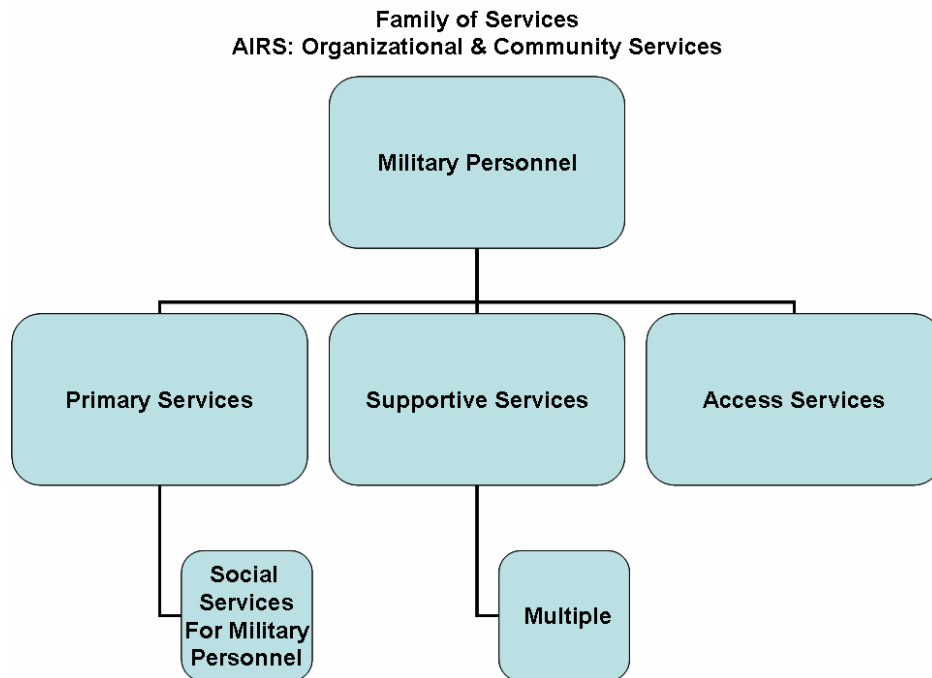 Family of Services
AIRS: Organizational & Community Services
Military Personnel
Primary Services
Supportive Services
Access Services
Social
Services
For Military
Personnel
Multiple